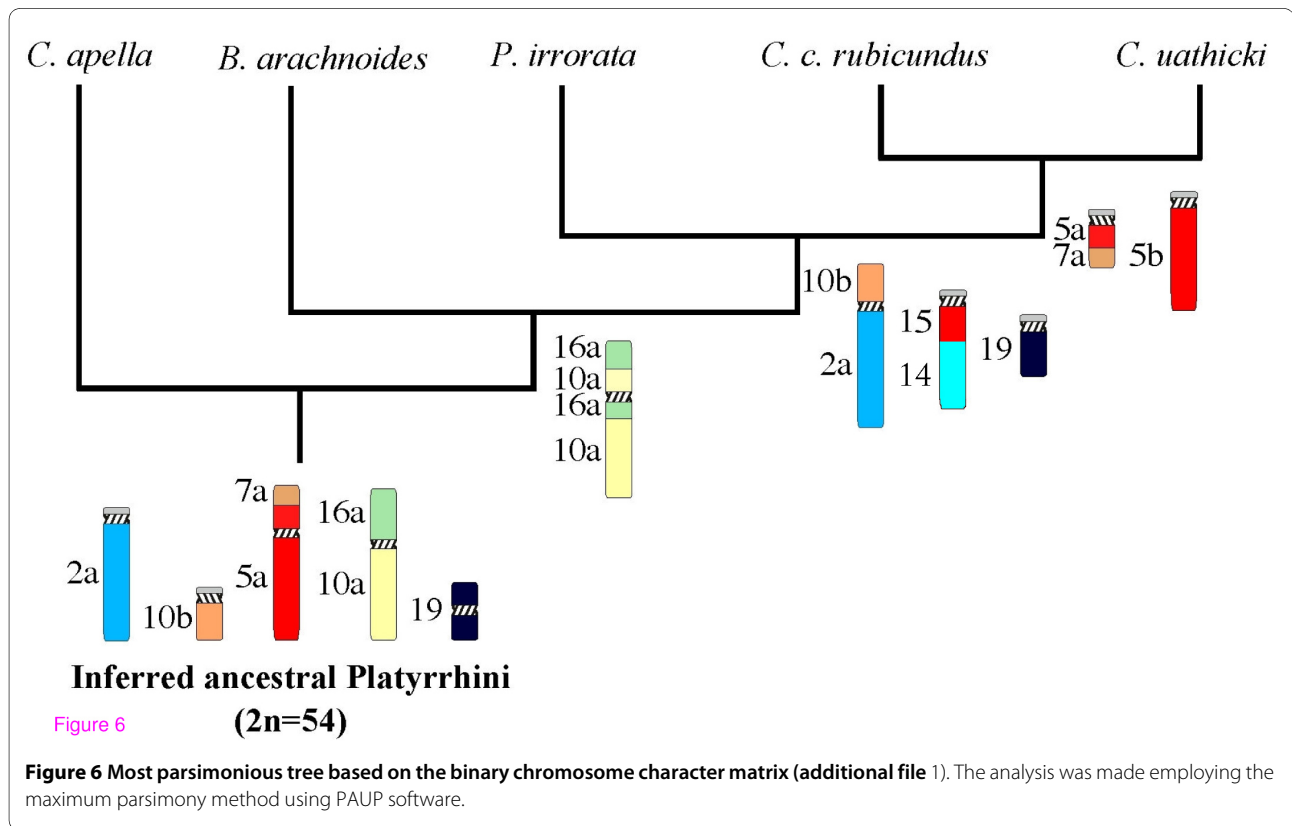 C. apella B. arachnoides P. irrorata C. c. rubicundus C. uathicki
5a
7a
5b
10b
2a
15
14
19
16a
10a
16a
10a
2a
10b
7a
5a
16a
10a
19
Inferred ancestral Platyrrhini
(2n=54)
Figure 6
Figure 6 Most parsimonious tree based on the binary chromosome character matrix (additional file 1). The analysis was made employing the
maximum parsimony method using PAUP software.